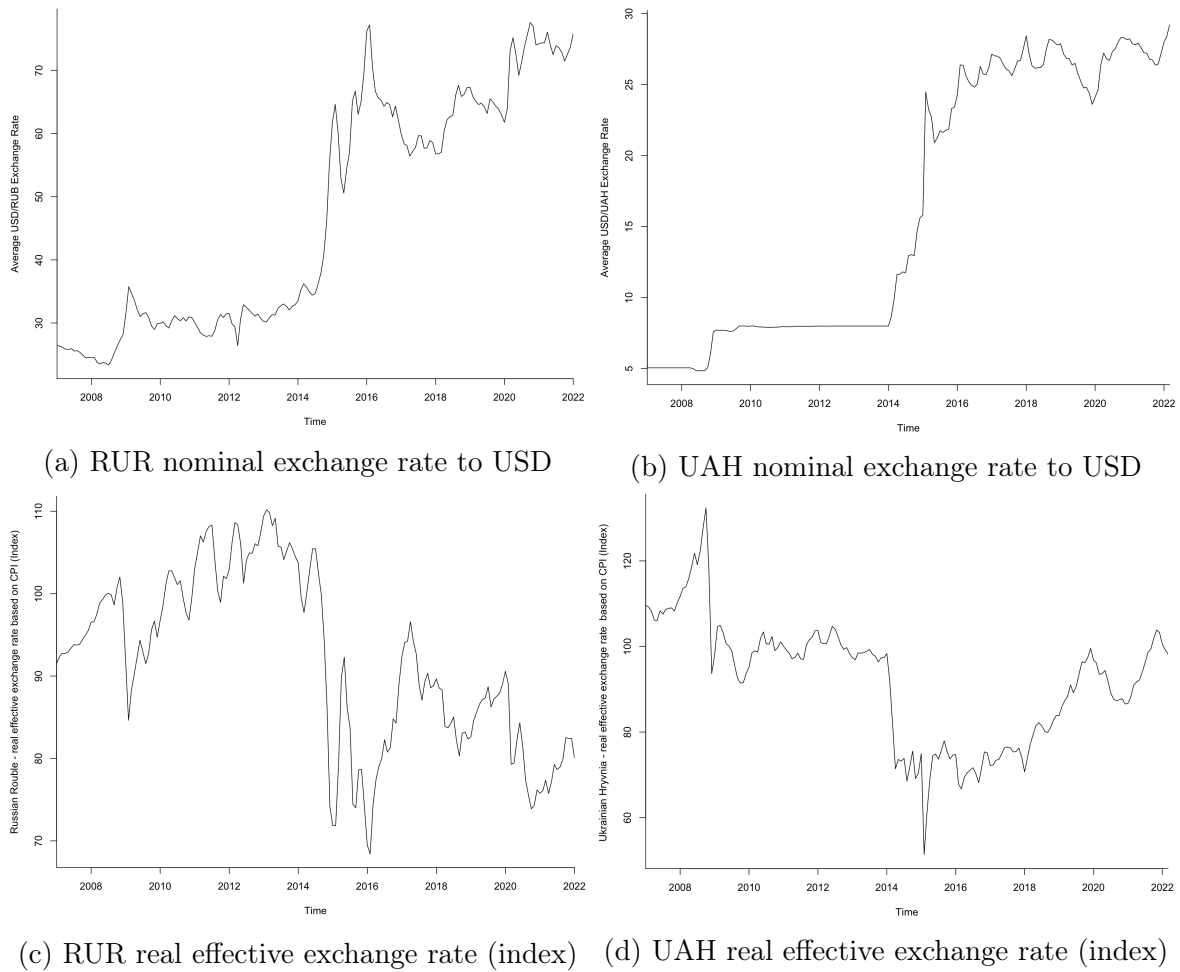 Average USD/RUB Exchange Rate
70
60
50
40
30
2008 2010 2012 2014 2016 2018 2020 2022
Time
(a) RUR nominal exchange rate to USD
Average USD/UAH Exchange Rate
30
25
20
15
10
5
2008 2010 2012 2014 2016 2018 2020 2022
Time
(b) UAH nominal exchange rate to USD
Russian Rouble - real effective exchange rate based on CPI (Index)
110
100
90
80
70
2008 2010 2012 2014 2016 2018 2020 2022
Time
(c) RUR real effective exchange rate (index)
Ukrainian Hryvnia - real effective exchange rate based on CPI (Index)
120
100
80
60
2008 2010 2012 2014 2016 2018 2020 2022
Time
(d) UAH real effective exchange rate (index)